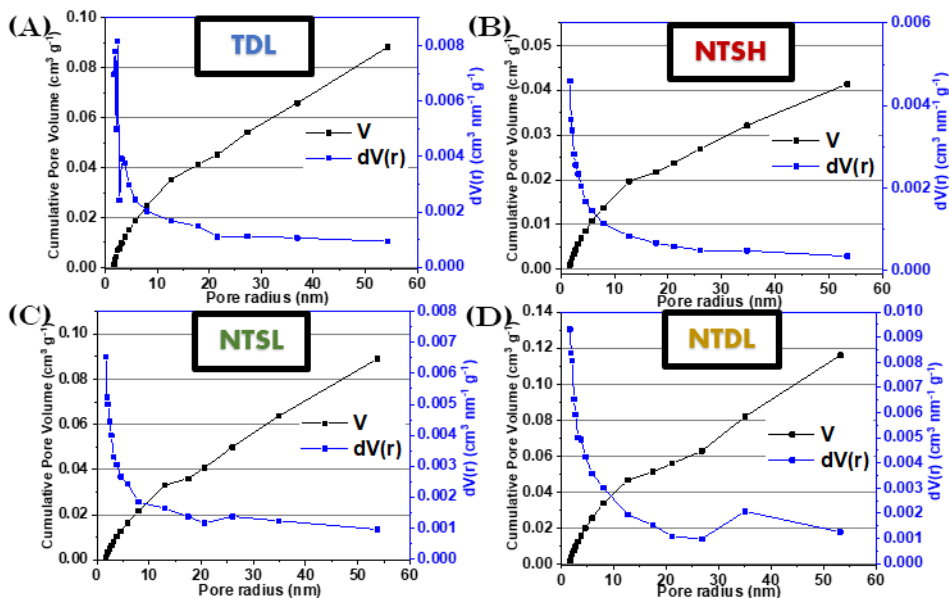 (A)
TDL
Cumulative Pore Volume (cm³ g⁻¹)
0.10
0.08
0.06
0.04
0.02
0.00
V
dV(r)
0.008
0.006
0.004
0.002
0.000
dV(r) (cm³ nm⁻¹ g⁻¹)
0 10 20 30 40 50 60
Pore radius (nm)
(B)
NTSH
Cumulative Pore Volume (cm³ g⁻¹)
0.05
0.04
0.03
0.02
0.01
0.00
V
dV(r)
0.006
0.004
0.002
0.000
dV(r) (cm³ nm⁻¹ g⁻¹)
0 10 20 30 40 50 60
Pore radius (nm)
(C)
NTSL
Cumulative Pore Volume (cm³ g⁻¹)
0.10
0.08
0.06
0.04
0.02
0.00
V
dV(r)
0.008
0.007
0.006
0.005
0.004
0.003
0.002
0.001
0.000
dV(r) (cm³ nm⁻¹ g⁻¹)
0 10 20 30 40 50 60
Pore radius (nm)
(D)
NTDL
Cumulative Pore Volume (cm³ g⁻¹)
0.14
0.12
0.10
0.08
0.06
0.04
0.02
0.00
V
dV(r)
0.010
0.009
0.008
0.007
0.006
0.005
0.004
0.003
0.002
0.001
0.000
dV(r) (cm³ nm⁻¹ g⁻¹)
0 10 20 30 40 50 60
Pore radius (nm)